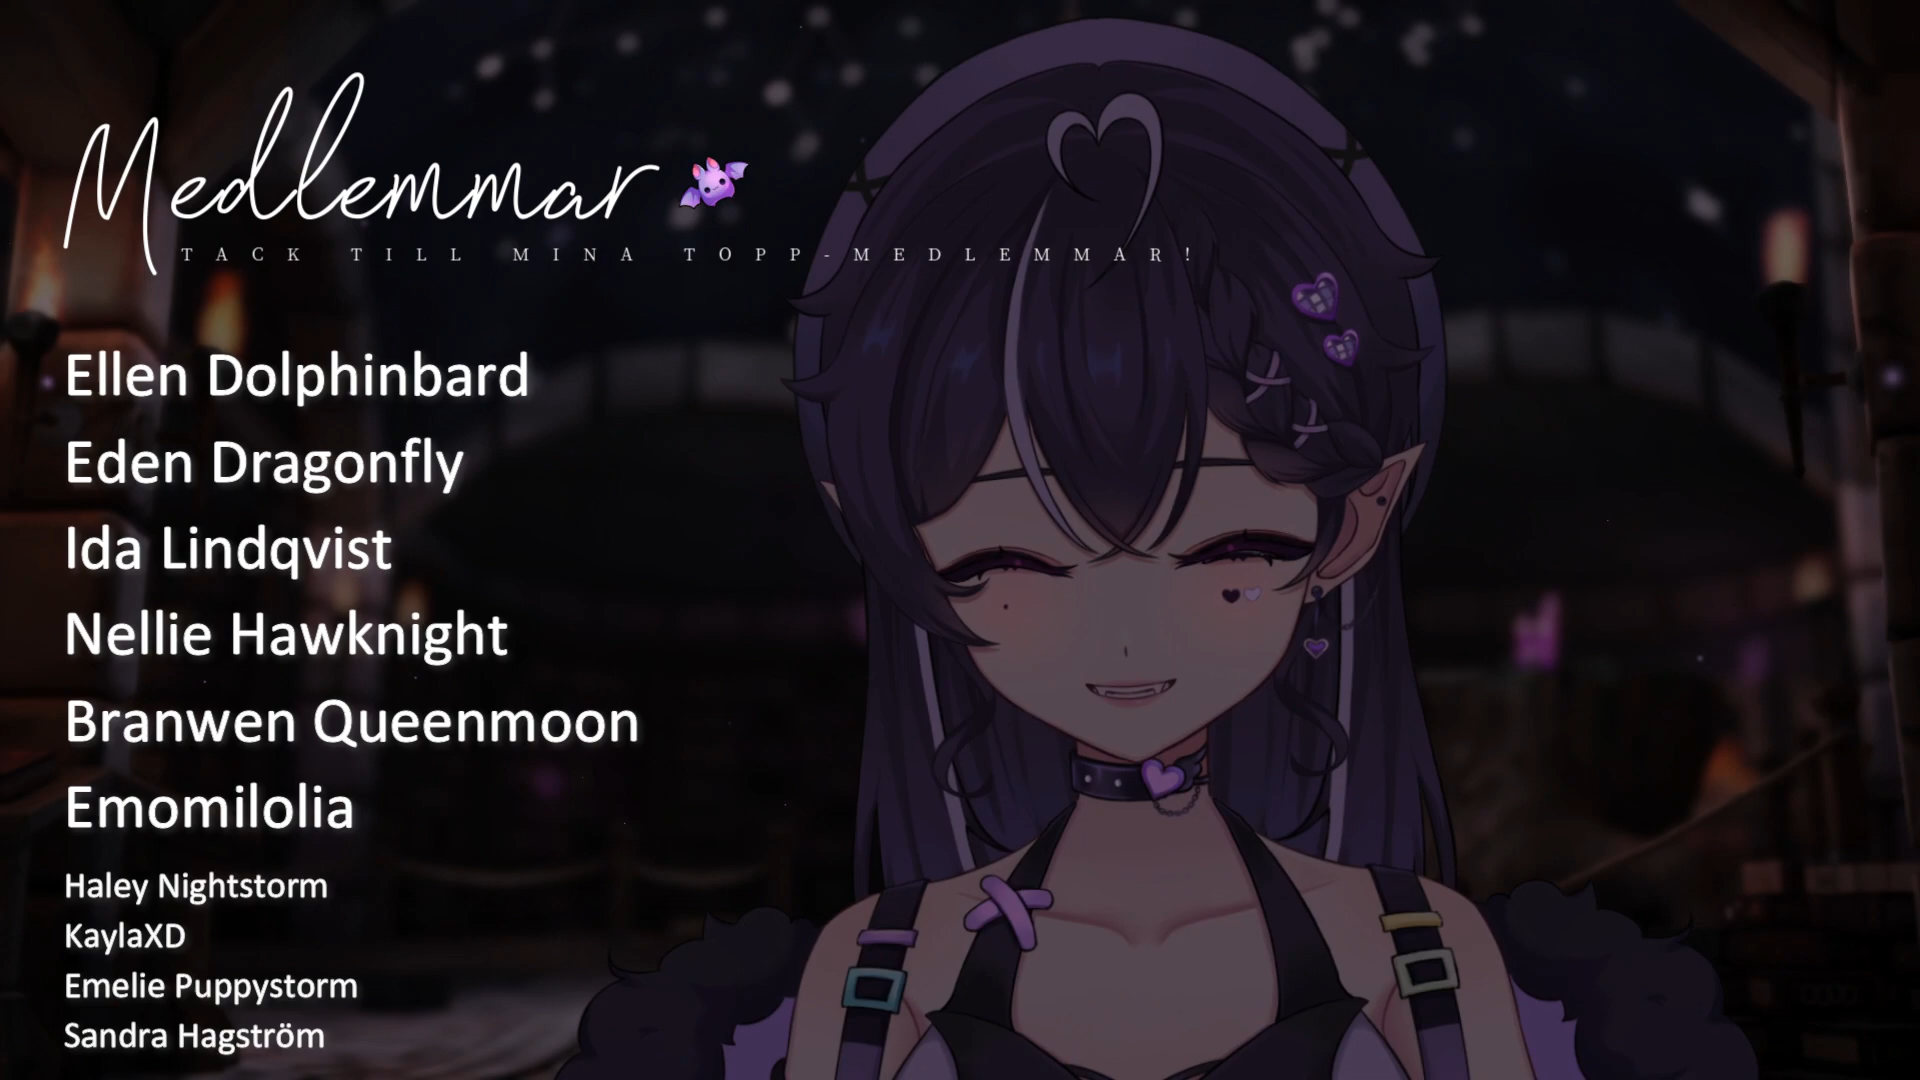 Medlemmar
TACK TILL MINA TOPP-MEDLEMMAR!
Ellen Dolphinbard
Eden Dragonfly
Ida Lindqvist
Nellie Hawknight
Branwen Queenmoon
Emomilolia
Haley Nightstorm
KaylaXD
Emelie Puppystorm
Sandra Hagström